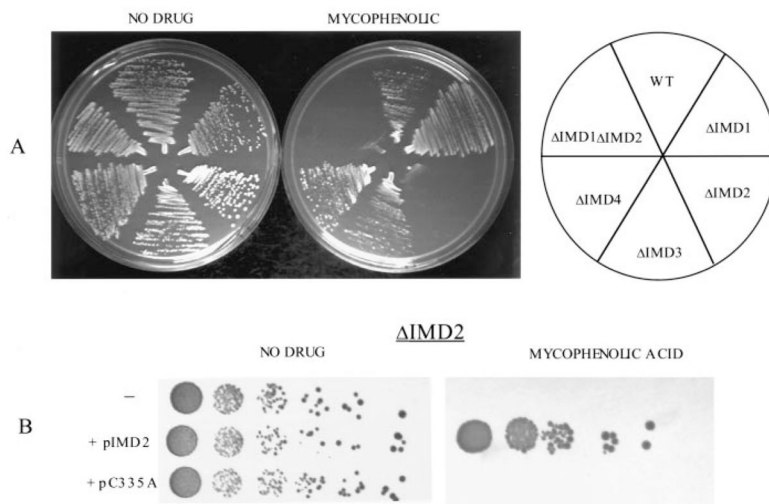 NO DRUG MYCOPHENOLIC
A
WT
ΔIMD1ΔIMD2 ΔIMD1
ΔIMD4 ΔIMD2
ΔIMD3
ΔIMD2
NO DRUG MYCOPHENOLIC ACID
–
B
+ pIMD2
+ pC335A